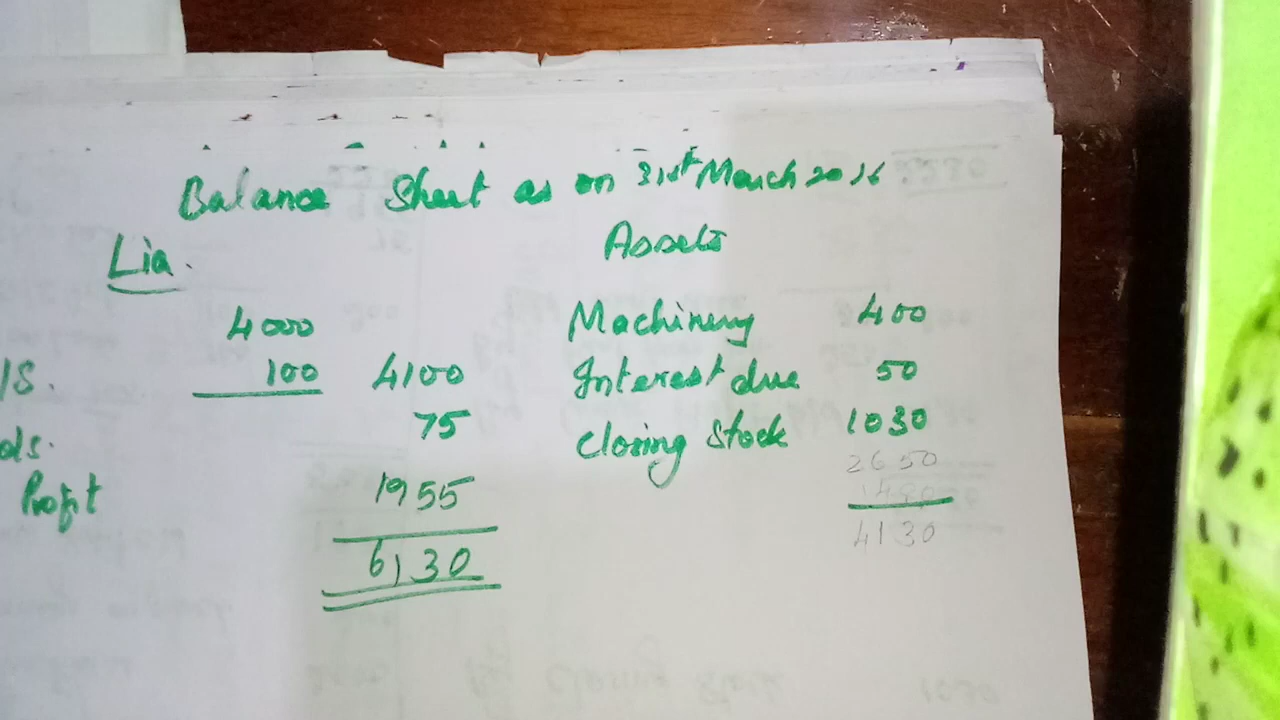 Balance Sheet as on 31st March 2016
Lia. Assets
4000 Machinery 400
/S. 100 4100 Interest due 50
ds. 75 Closing Stock 1030
2650
Profit 1955
6130 4130